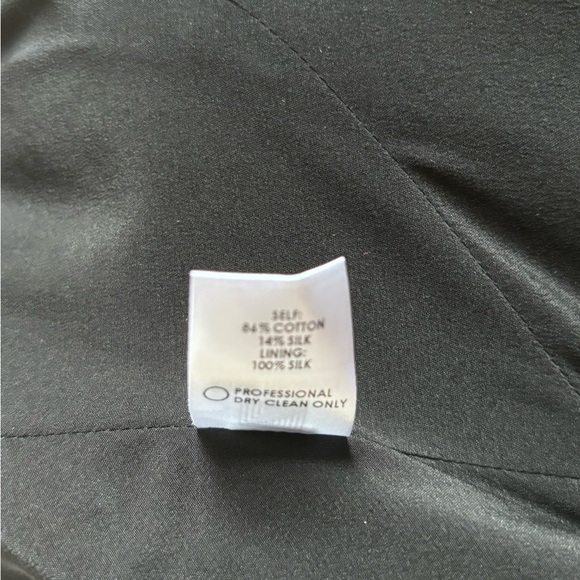 SELF:
86% COTTON
14% SILK
LINING:
100% SILK
PROFESSIONAL
DRY CLEAN ONLY